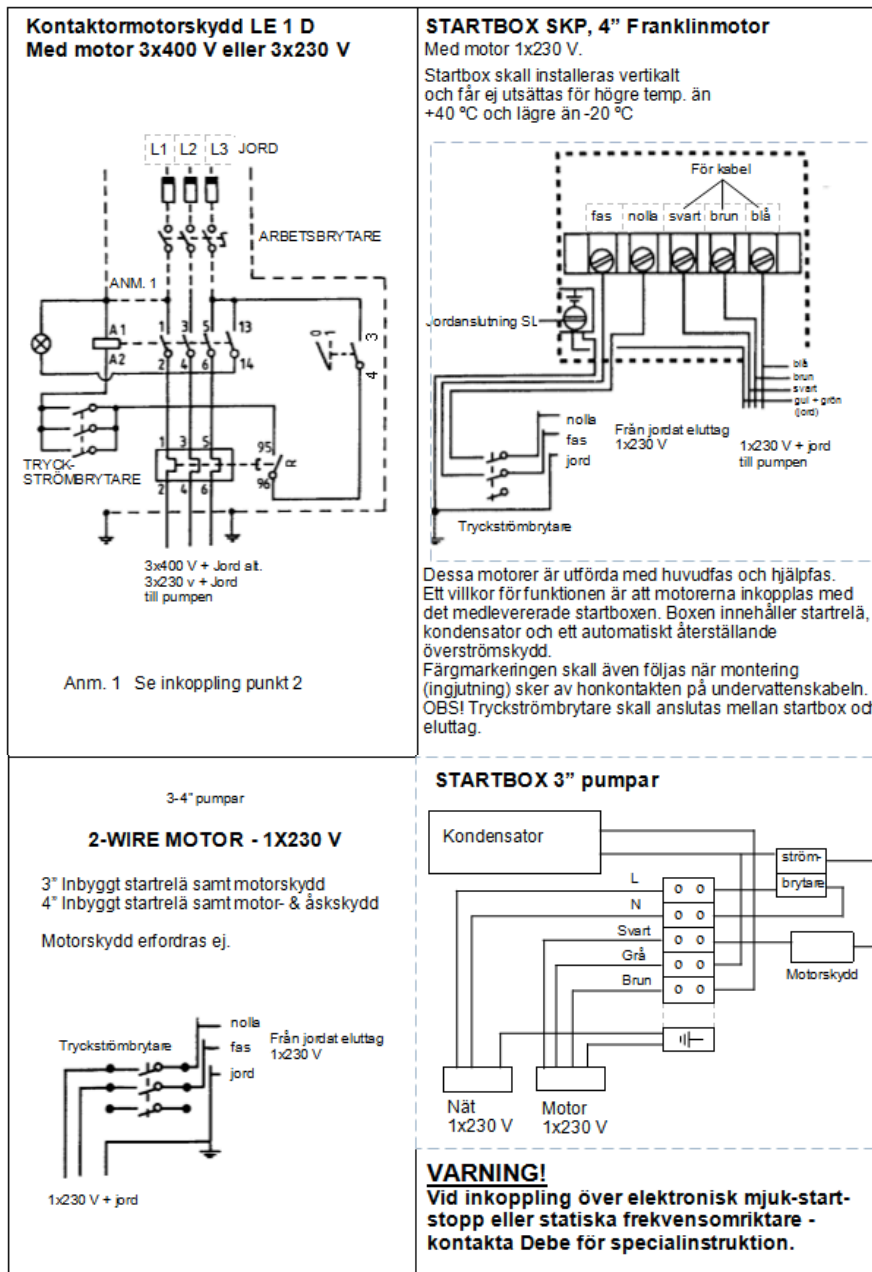 Kontaktormotorskydd LE 1 D
Med motor 3x400 V eller 3x230 V
L1 L2 L3 JORD
ARBETSBRYTARE
ANM. 1
A1
A2
1 3 5 13
2 4 6 14
0 1
3
4
1 3 5
2 4 6
95
96
R
TRYCK-
STRÖMBRYTARE
3x400 V + Jord alt.
3x230 v + Jord
till pumpen
Anm. 1 Se inkoppling punkt 2
STARTBOX SKP, 4” Franklinmotor
Med motor 1x230 V.
Startbox skall installeras vertikalt
och får ej utsättas för högre temp. än
+40 ºC och lägre än -20 ºC
För kabel
fas nolla svart brun blå
Jordanslutning SL
blå
brun
svart
gul + grön
(jord)
nolla
fas
jord
Från jordat eluttag
1x230 V
1x230 V + jord
till pumpen
Tryckströmbrytare
Dessa motorer är utförda med huvudfas och hjälpfas.
Ett villkor för funktionen är att motorerna inkopplas med
det medlevererade startboxen. Boxen innehåller startrelä,
kondensator och ett automatiskt återställande
överströmskydd.
Färgmarkeringen skall även följas när montering
(ingjutning) sker av honkontakten på undervattenskabeln.
OBS! Tryckströmbrytare skall anslutas mellan startbox och
eluttag.
3-4" pumpar
2-WIRE MOTOR - 1X230 V
3” Inbyggt startrelä samt motorskydd
4” Inbyggt startrelä samt motor- & åskskydd
Motorskydd erfordras ej.
Tryckströmbrytare
nolla
fas
jord
Från jordat eluttag
1x230 V
1x230 V + jord
STARTBOX 3” pumpar
Kondensator
ström-
brytare
L
N
Svart
Grå
Brun
Motorskydd
Nät
1x230 V
Motor
1x230 V
VARNING!
Vid inkoppling över elektronisk mjuk-start-
stopp eller statiska frekvensomriktare -
kontakta Debe för specialinstruktion.